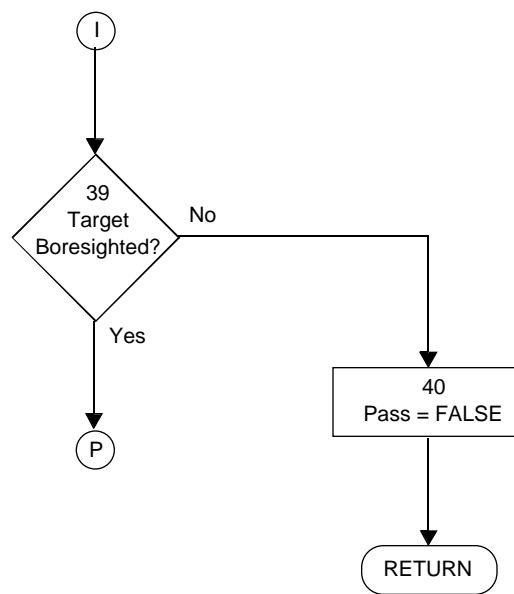 I
39
Target
Boresighted?
No
Yes
P
40
Pass = FALSE
RETURN